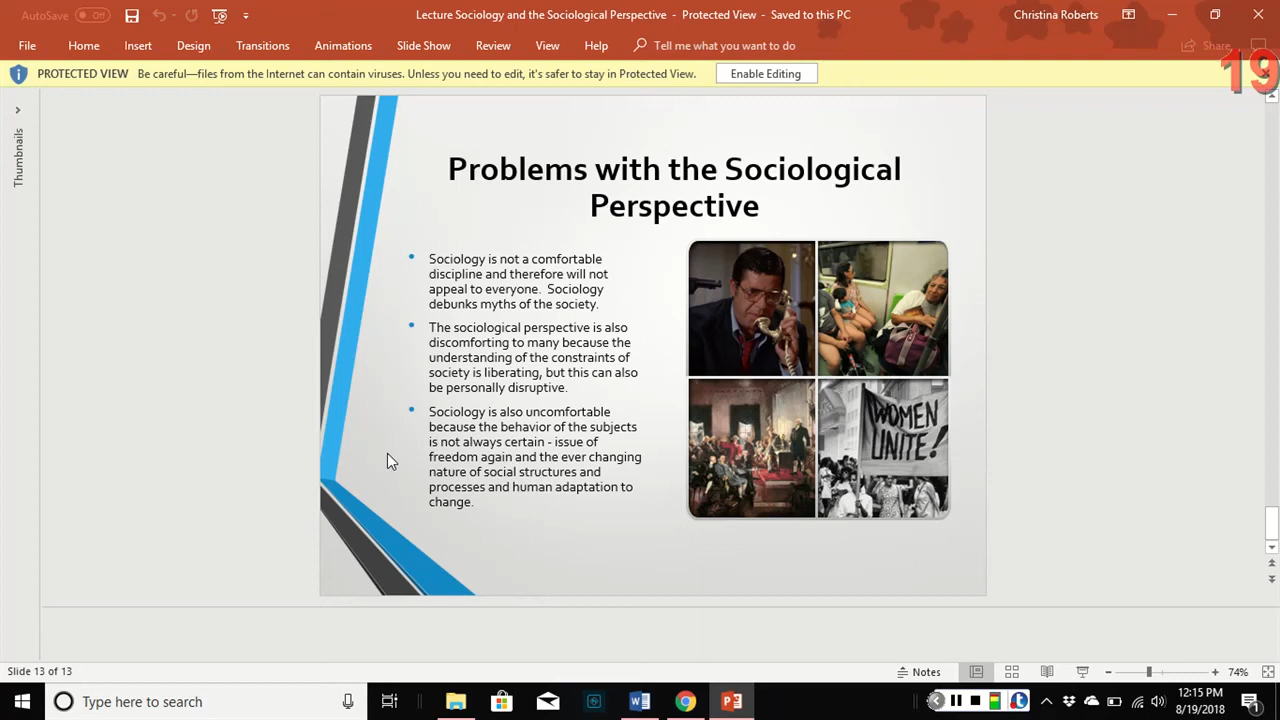 AutoSave Off
Lecture Sociology and the Sociological Perspective - Protected View - Saved to this PC
Christina Roberts
File Home Insert Design Transitions Animations Slide Show Review View Help Tell me what you want to do
Share
PROTECTED VIEW Be careful—files from the Internet can contain viruses. Unless you need to edit, it's safer to stay in Protected View. Enable Editing
19
Thumbnails
Problems with the Sociological
Perspective
Sociology is not a comfortable
discipline and therefore will not
appeal to everyone. Sociology
debunks myths of the society.
The sociological perspective is also
discomforting to many because the
understanding of the constraints of
society is liberating, but this can also
be personally disruptive.
Sociology is also uncomfortable
because the behavior of the subjects
is not always certain - issue of
freedom again and the ever changing
nature of social structures and
processes and human adaptation to
change.
WOMEN
UNITE!
Slide 13 of 13
Notes
74%
Type here to search
12:15 PM
8/19/2018